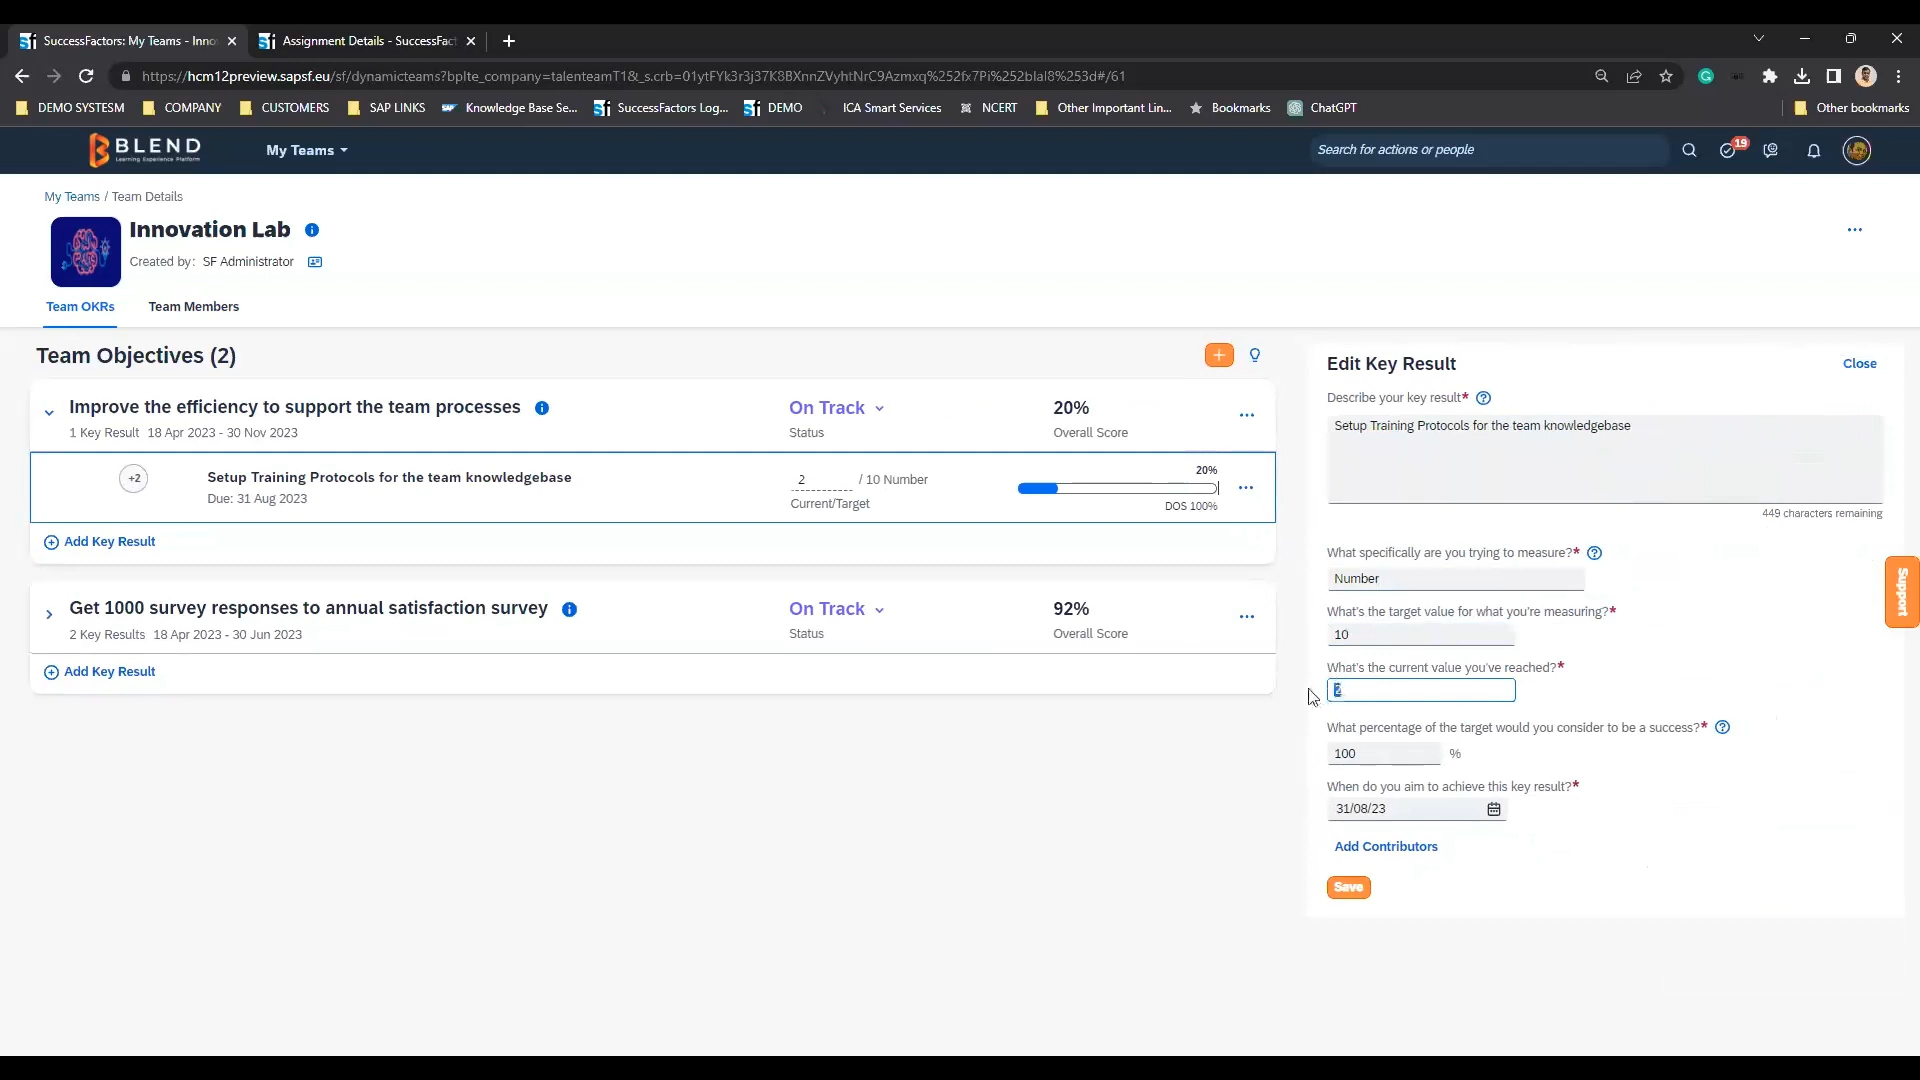 SuccessFactors: My Teams - Inno
Assignment Details - SuccessFact
https://hcm12preview.sapsf.eu/sf/dynamicteams?bplte_company=talenteamT1&_s.crb=01ytFYk3r3j37K8BXnnZVyhtNrC9Azmxq%252fx7Pi%252blal8%253d#/61
DEMO SYSTESM
COMPANY
CUSTOMERS
SAP LINKS
Knowledge Base Se...
SuccessFactors Log...
DEMO
ICA Smart Services
NCERT
Other Important Lin...
Bookmarks
ChatGPT
Other bookmarks
BLEND
Learning Experience Platform
My Teams
Search for actions or people
19
My Teams / Team Details
Innovation Lab
Created by: SF Administrator
Team OKRs
Team Members
Team Objectives (2)
Improve the efficiency to support the team processes
1 Key Result 18 Apr 2023 - 30 Nov 2023
On Track
Status
20%
Overall Score
+2
Setup Training Protocols for the team knowledgebase
Due: 31 Aug 2023
2 / 10 Number
Current/Target
20%
DOS 100%
Add Key Result
Get 1000 survey responses to annual satisfaction survey
2 Key Results 18 Apr 2023 - 30 Jun 2023
On Track
Status
92%
Overall Score
Add Key Result
Edit Key Result
Close
Describe your key result*
Setup Training Protocols for the team knowledgebase
449 characters remaining
What specifically are you trying to measure?*
Number
What's the target value for what you're measuring?*
10
What's the current value you've reached?*
2
What percentage of the target would you consider to be a success?*
100 %
When do you aim to achieve this key result?*
31/08/23
Add Contributors
Save
Support